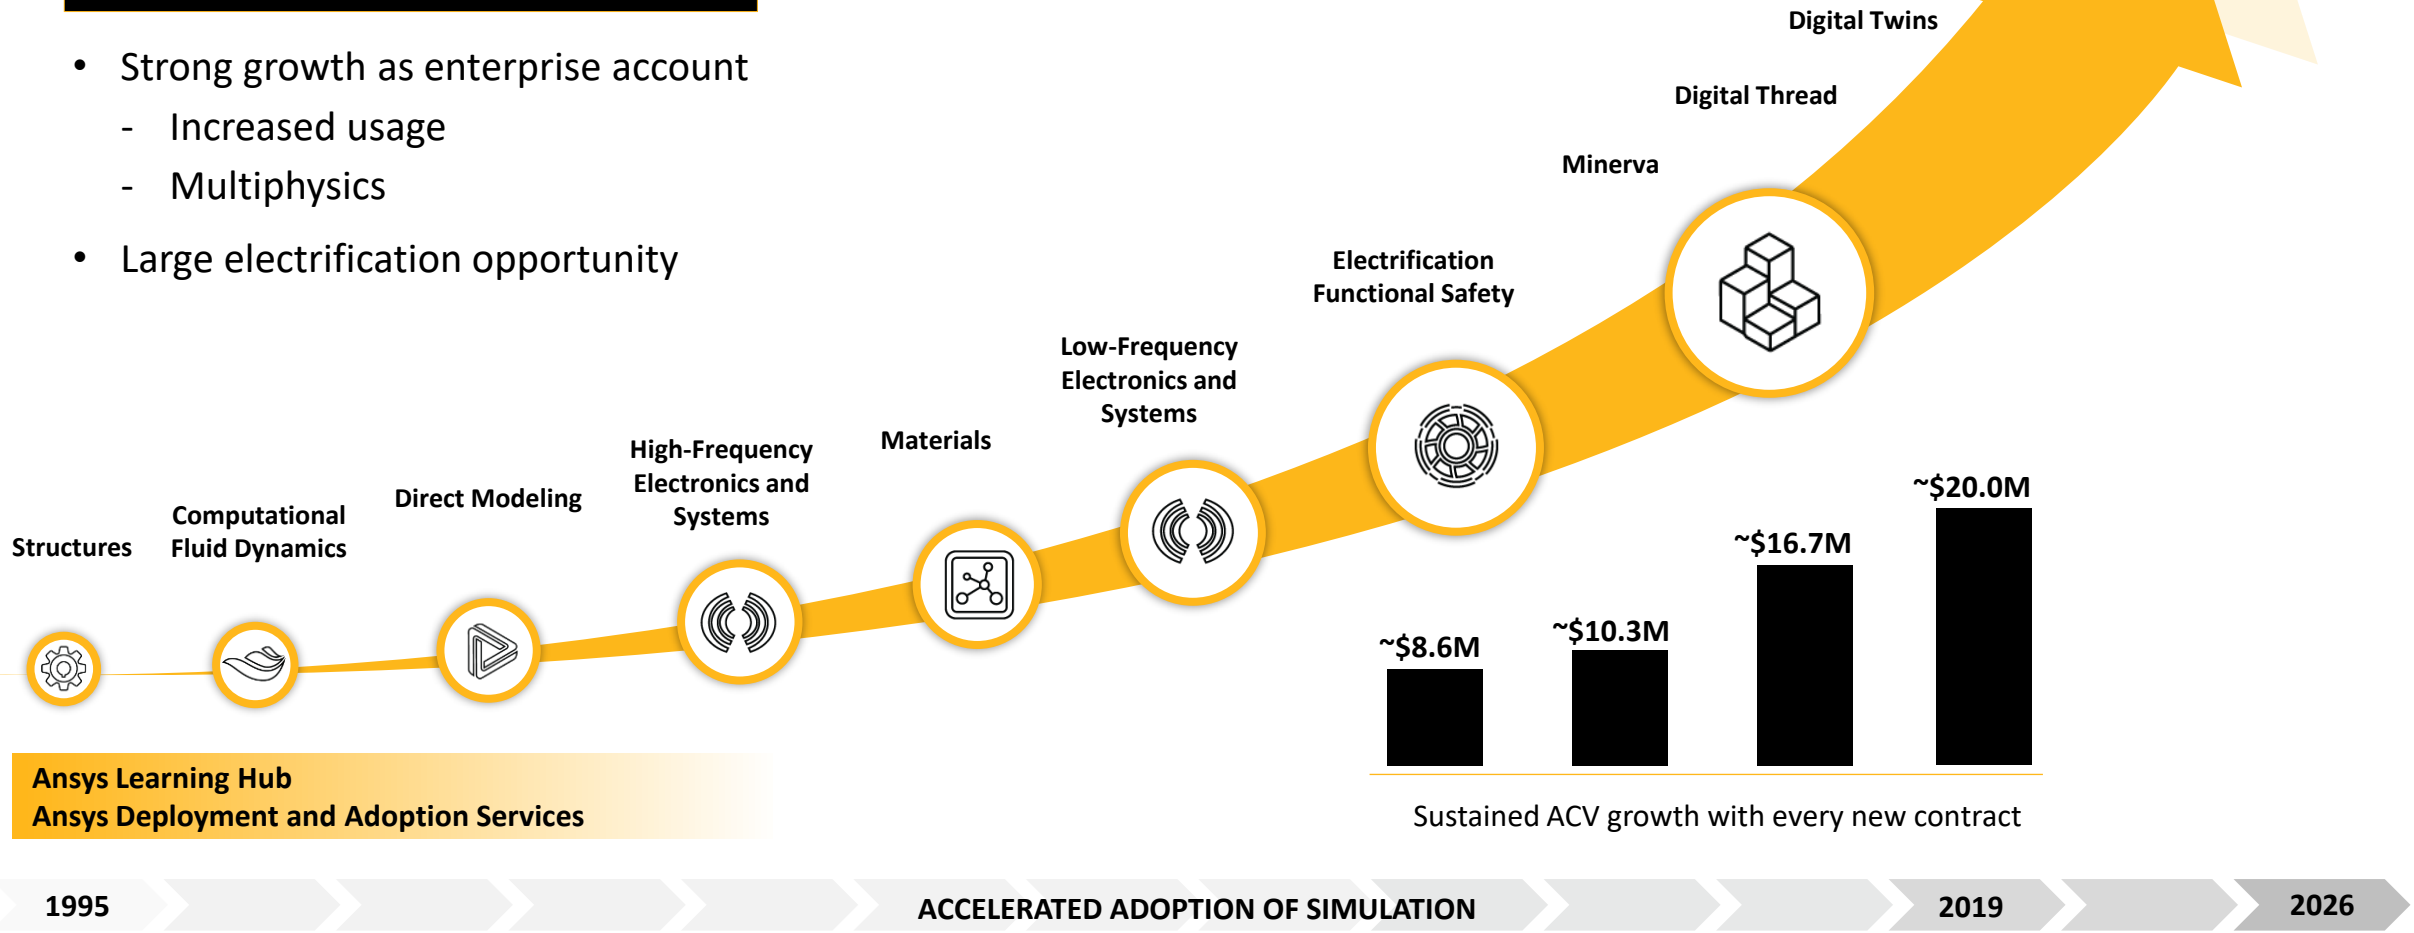 • Strong growth as enterprise account
- Increased usage
- Multiphysics
• Large electrification opportunity
Digital Twins
Digital Thread
Minerva
Electrification
Functional Safety
Low-Frequency
Electronics and
Systems
Materials
High-Frequency
Electronics and
Systems
Direct Modeling
Computational
Fluid Dynamics
Structures
~$8.6M
~$10.3M
~$16.7M
~$20.0M
Sustained ACV growth with every new contract
Ansys Learning Hub
Ansys Deployment and Adoption Services
1995
ACCELERATED ADOPTION OF SIMULATION
2019
2026